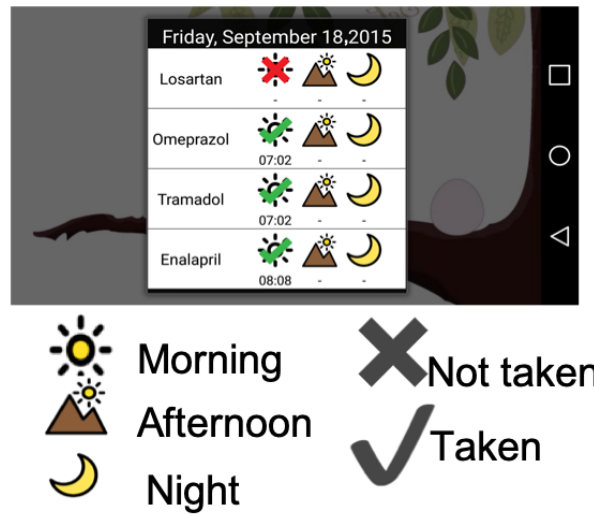 Friday, September 18,2015
Losartan
- - -
Omeprazol
07:02 - -
Tramadol
07:02 - -
Enalapril
08:08 - -
Morning
Not taken
Afternoon
Taken
Night